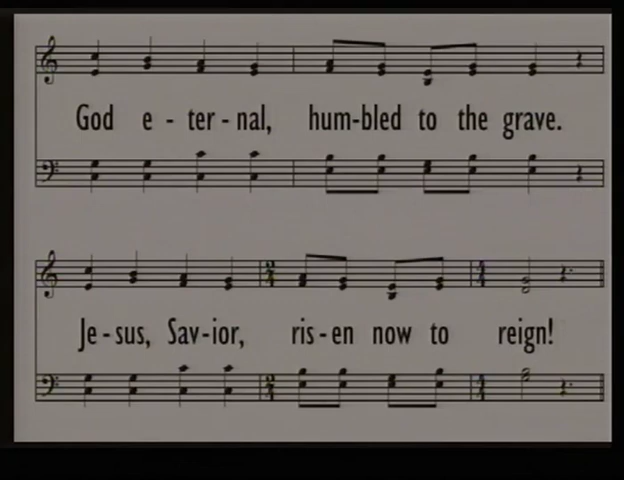 God e - ter - nal, hum-bled to the grave.
Je - sus, Sav-ior, ris - en now to reign!